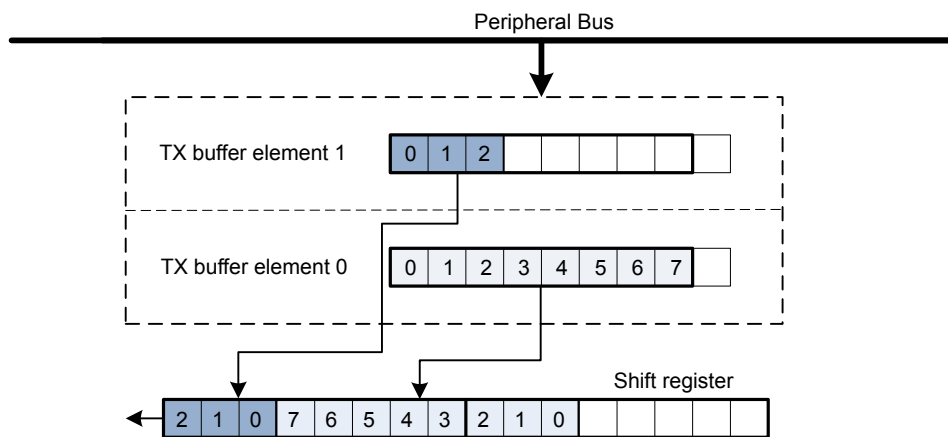 Peripheral Bus
TX buffer element 1
0 1 2
TX buffer element 0
0 1 2 3 4 5 6 7
Shift register
2 1 0 7 6 5 4 3 2 1 0